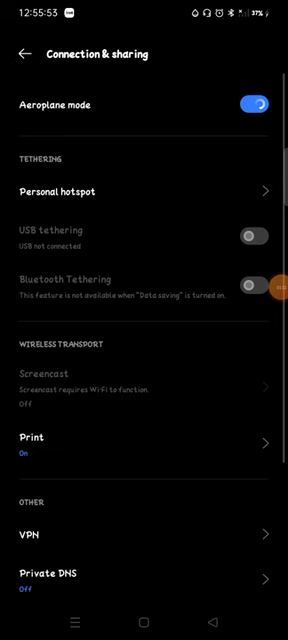 12:55:53
37%
Connection & sharing
Aeroplane mode
TETHERING
Personal hotspot
USB tethering
USB not connected
Bluetooth Tethering
This feature is not available when "Data saving" is turned on.
WIRELESS TRANSPORT
Screencast
Screencast requires Wi-Fi to function.
Off
Print
On
OTHER
VPN
Private DNS
Off